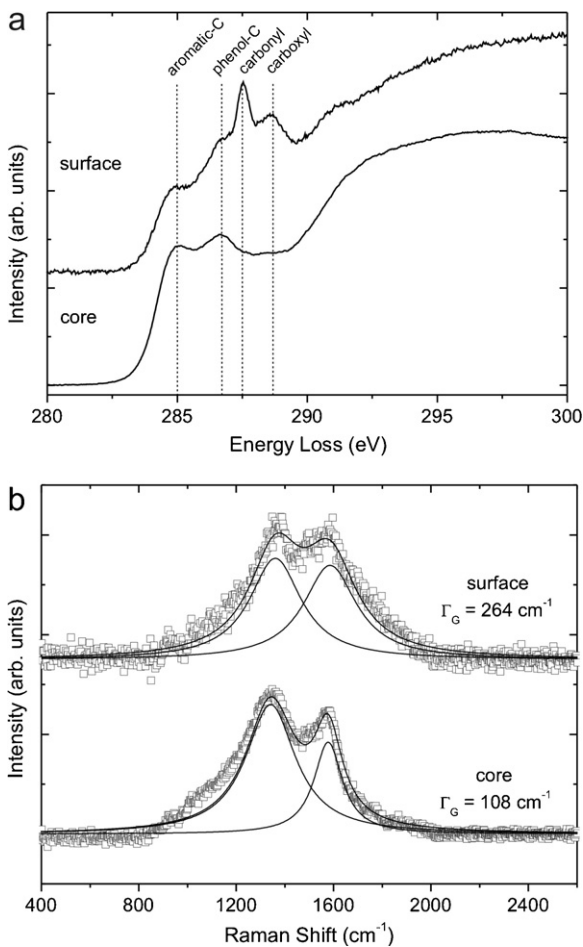 a
aromatic-C
phenol-C
carbonyl
carboxyl
surface
core
Intensity (arb. units)
280 285 290 295 300
Energy Loss (eV)
b
surface
Γ_G = 264 cm⁻¹
core
Γ_G = 108 cm⁻¹
Intensity (arb. units)
400 800 1200 1600 2000 2400
Raman Shift (cm⁻¹)